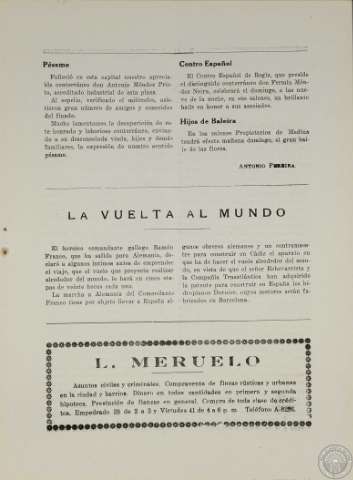 Pésame
Falleció en esta capital nuestro aprecia-
ble conterráneo don Antonio Méndez Prie-
to, acreditado industrial de esta plaza
Al sepelio, verificado el miércoles, asis-
tieron gran número de amigos y conocidos
del finado.
Mucho lamentamos la desaparición de es-
te honrado y laborioso conterráneo, envian-
do a su desconsolada viuda, hijos y demás
familiares, la expresión de nuestro sentido
pésame.
Centro Español
El Centro Español de Regla, que preside
el distinguido conterráneo don Fermín Mén-
dez Neira, celebrará el domingo, a las nue-
ve de la noche, en sus salones, un brillante
baile en honor a sus asociados.
Hijos de Baleira
En los salones Propietarios de Medina
tendrá efecto mañana domingo, el gran bai-
le de las flores.
ANTONIO PEREIRA
LA VUELTA AL MUNDO
El heroico comandante gallego Ramón
Franco, que ha salido para Alemania, de-
claró a algunos íntimos antes de emprender
el viaje, que el vuelo que proyecta realizar
alrededor del mundo, lo hará en cinco eta-
pas de veinte horas cada una.
La marcha a Alemania del Comandante
Franco tiene por objeto llevar a España al-
gunos obreros alemanes y un contramaes-
tre para construir en Cádiz el aparato en
que ha de hacer el vuelo alrededor del mun-
do, en vista de que el señor Echevarrieta y
la Compañía Trasatlántica han adquirido
la patente para construir en España los hi-
droplanos Dornier, cuyos motores serán fa-
bricados en Barcelona.
L. MERUELO
Asuntos civiles y criminales. Compraventa de fincas rústicas y urbanas
en la ciudad y barrios. Dinero en todas cantidades en primera y segunda
hipoteca. Prestación de fianzas en general. Compra de toda clase de crédi-
tos. Empedrado 28 de 2 a 3 y Virtudes 41 de 4 a 6 p. m Teléfono